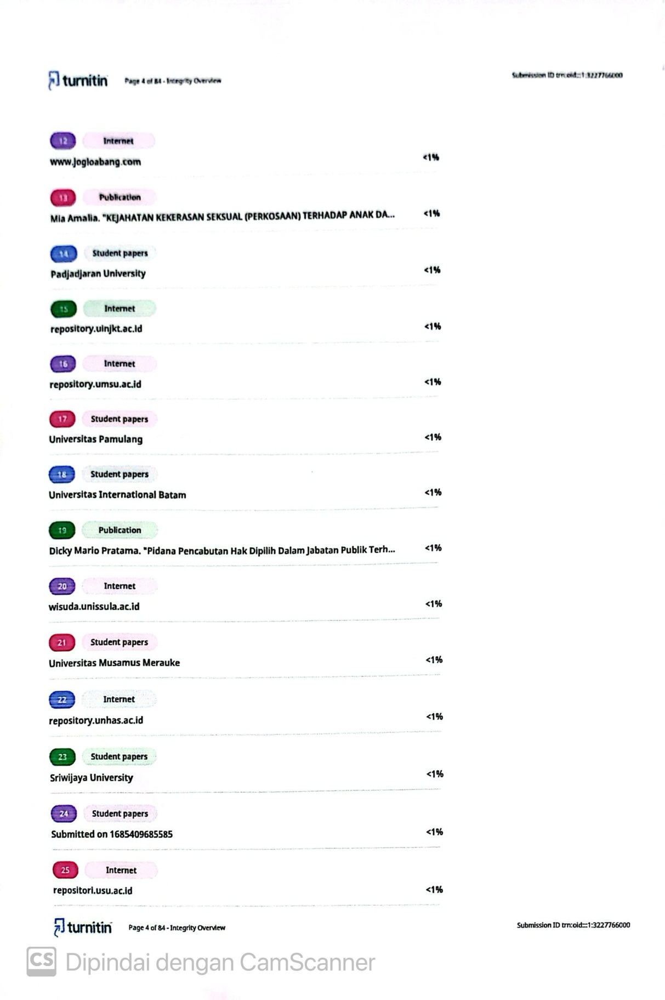 turnitin Page 4 of 84 - Integrity Overview Submission ID trn:oid:::1:3227766000
12 Internet
www.jogloabang.com <1%
13 Publication
Mia Amalia. "KEJAHATAN KEKERASAN SEKSUAL (PERKOSAAN) TERHADAP ANAK DA... <1%
14 Student papers
Padjadjaran University <1%
15 Internet
repository.uinjkt.ac.id <1%
16 Internet
repository.umsu.ac.id <1%
17 Student papers
Universitas Pamulang <1%
18 Student papers
Universitas International Batam <1%
19 Publication
Dicky Mario Pratama. "Pidana Pencabutan Hak Dipilih Dalam Jabatan Publik Terh... <1%
20 Internet
wisuda.unissula.ac.id <1%
21 Student papers
Universitas Musamus Merauke <1%
22 Internet
repository.unhas.ac.id <1%
23 Student papers
Sriwijaya University <1%
24 Student papers
Submitted on 1685409685585 <1%
25 Internet
repositori.usu.ac.id <1%
turnitin Page 4 of 84 - Integrity Overview Submission ID trn:oid:::1:3227766000
CS Dipindai dengan CamScanner